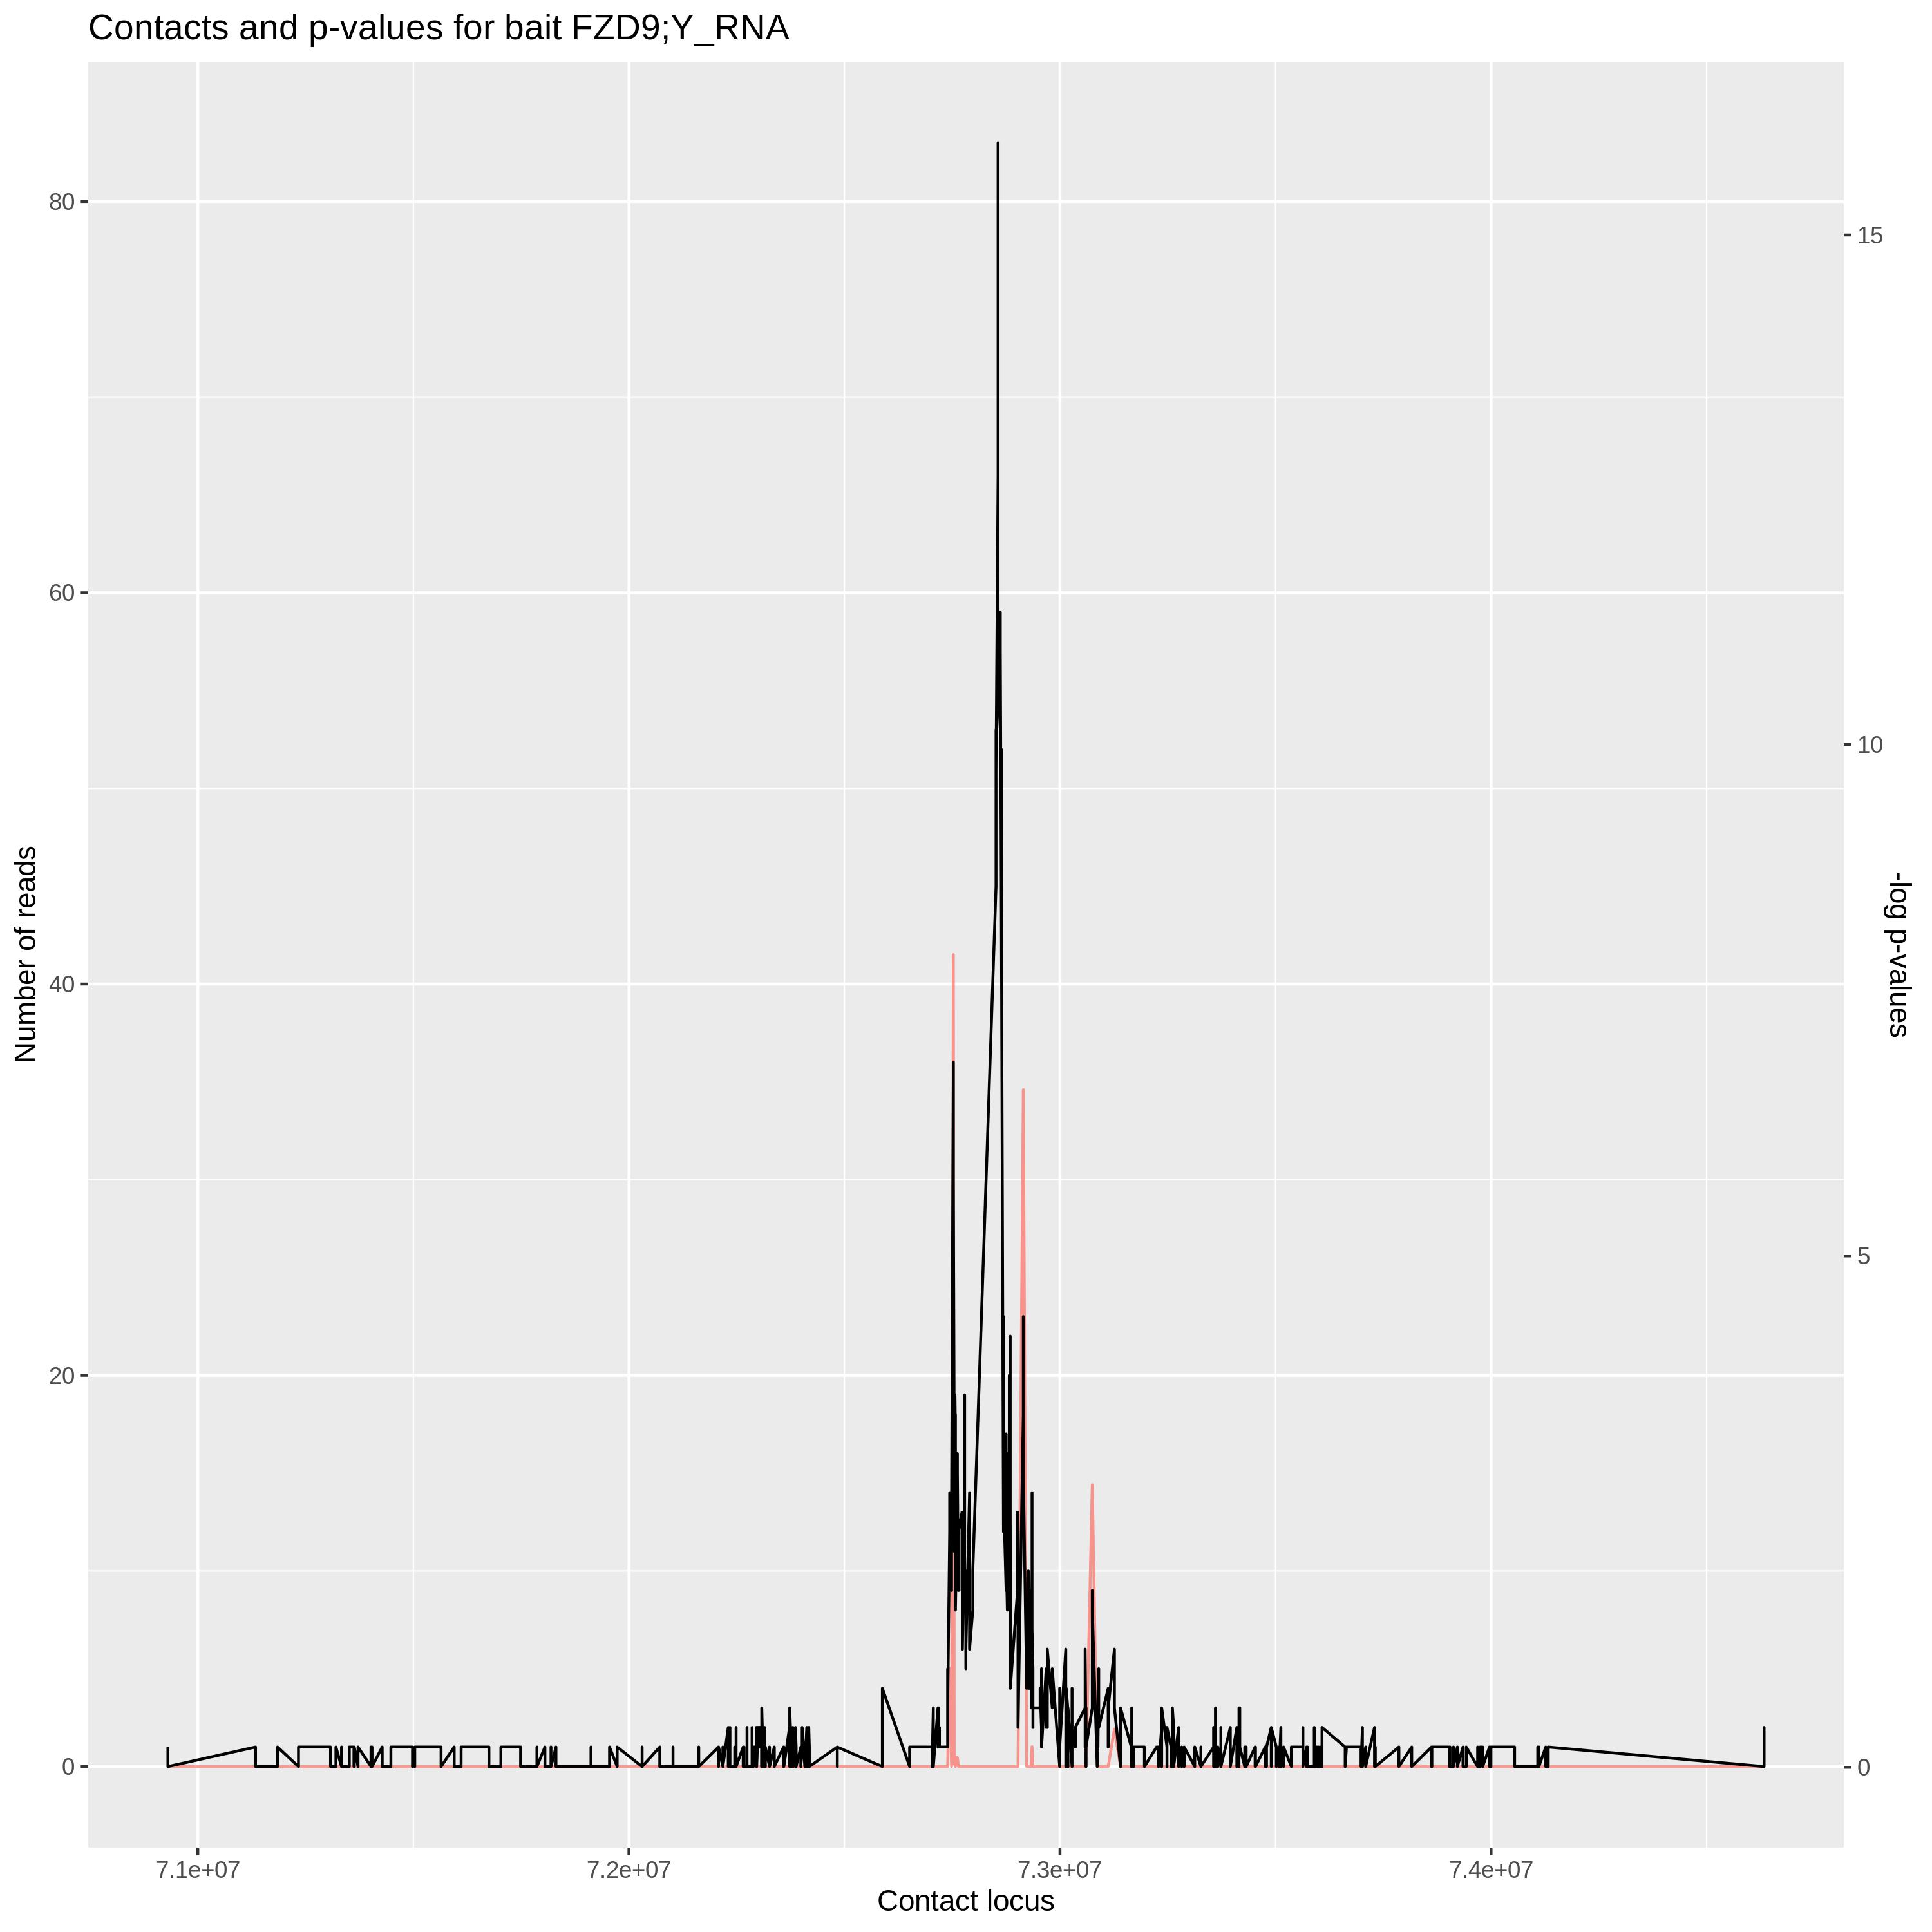 Contacts and p-values for bait FZD9;Y_RNA
80
60
40
20
0
Number of reads
15
10
5
0
-log p-values
7.1e+07 7.2e+07 7.3e+07 7.4e+07
Contact locus